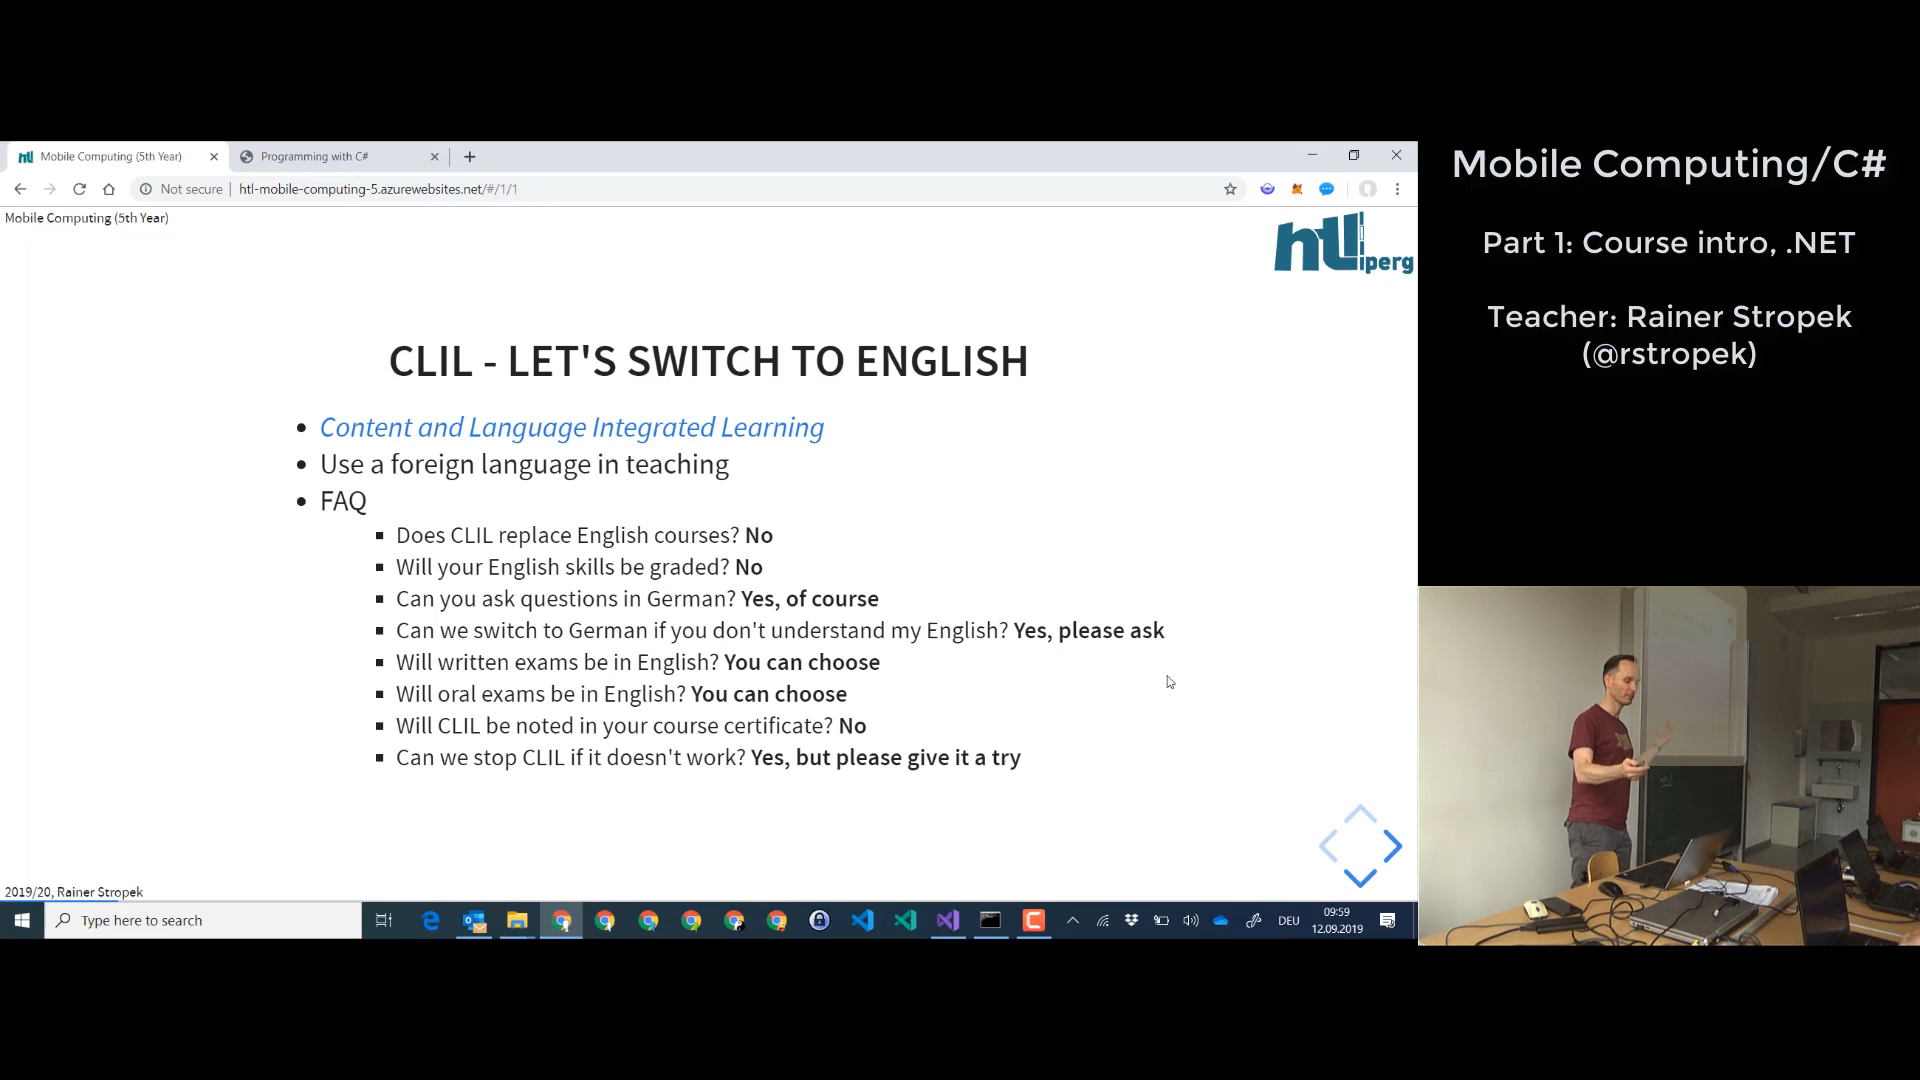 Mobile Computing (5th Year)
Programming with C#
Not secure
htl-mobile-computing-5.azurewebsites.net/#/1/1
Mobile Computing (5th Year)
htl
iperg
CLIL - LET'S SWITCH TO ENGLISH
• Content and Language Integrated Learning
• Use a foreign language in teaching
• FAQ
▪ Does CLIL replace English courses? No
▪ Will your English skills be graded? No
▪ Can you ask questions in German? Yes, of course
▪ Can we switch to German if you don't understand my English? Yes, please ask
▪ Will written exams be in English? You can choose
▪ Will oral exams be in English? You can choose
▪ Will CLIL be noted in your course certificate? No
▪ Can we stop CLIL if it doesn't work? Yes, but please give it a try
2019/20, Rainer Stropek
Type here to search
DEU
09:59
12.09.2019
Mobile Computing/C#
Part 1: Course intro, .NET
Teacher: Rainer Stropek
(@rstropek)